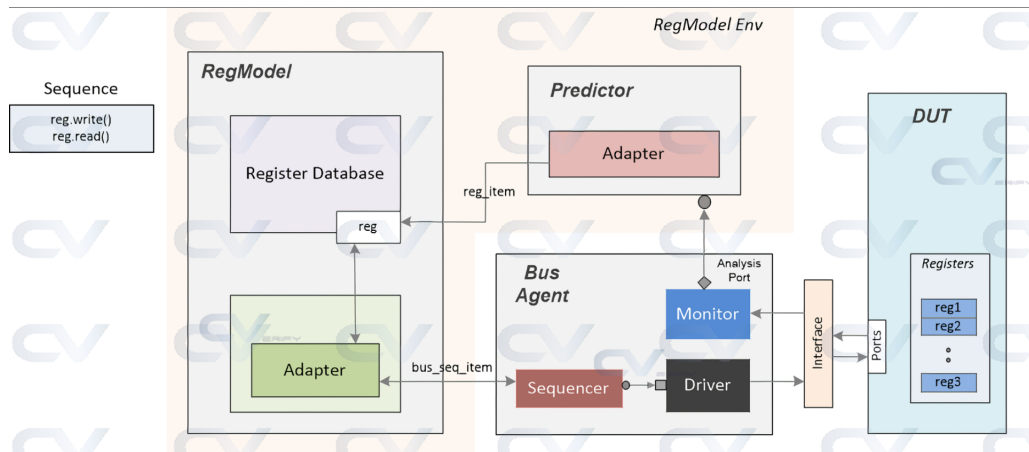 RegModel Env
RegModel
Sequence
reg.write()
reg.read()
Register Database
reg
Adapter
reg_item
bus_seq_item
Predictor
Adapter
Bus
Agent
Analysis
Port
Monitor
Sequencer
Driver
Interface
Ports
DUT
Registers
reg1
reg2
reg3